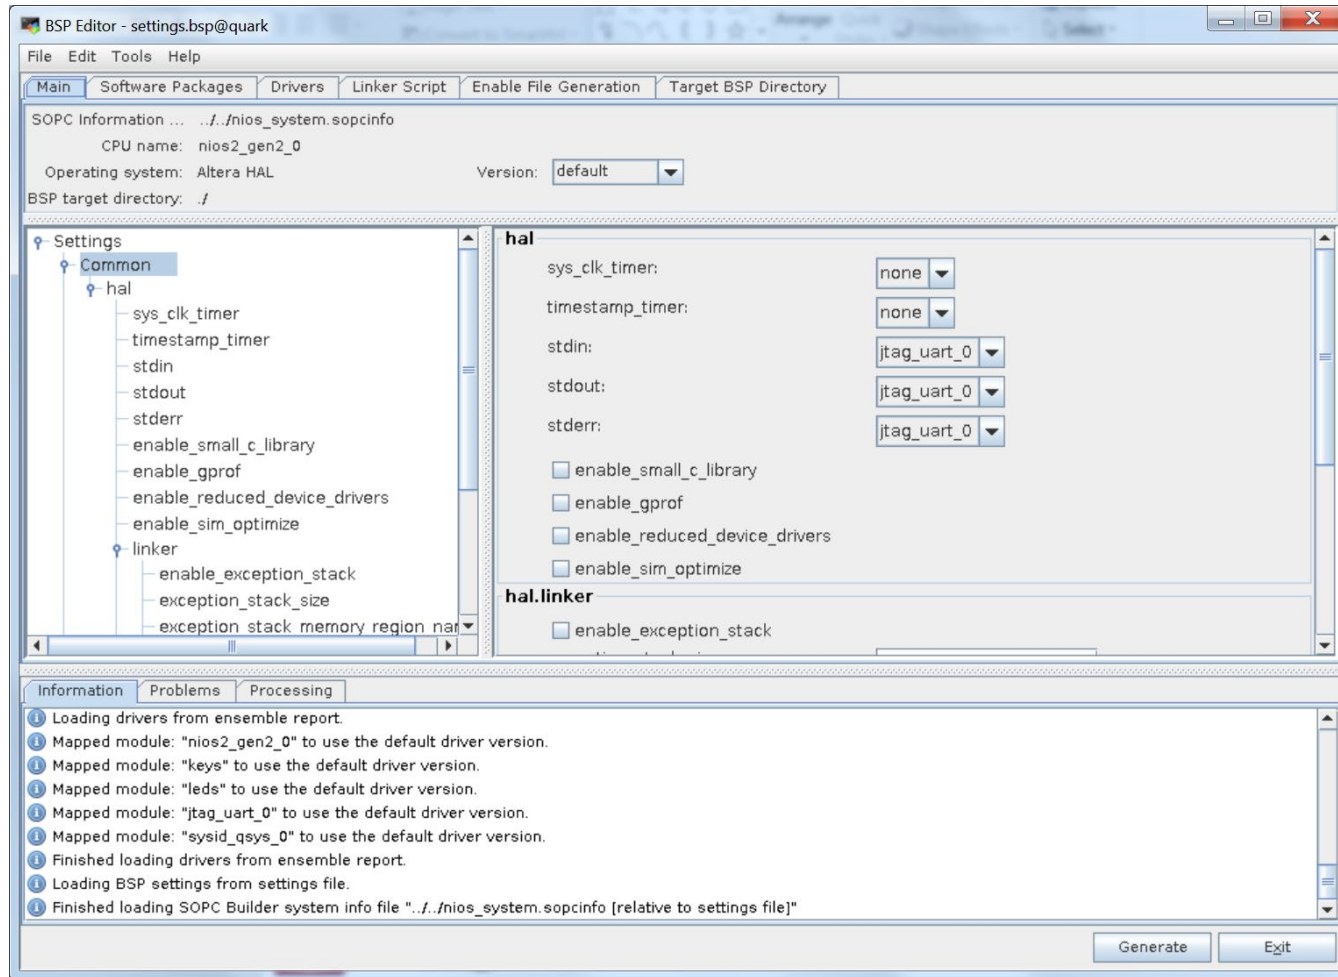 BSP Editor - settings.bsp@quark
File Edit Tools Help
Main Software Packages Drivers Linker Script Enable File Generation Target BSP Directory
SOPC Information ... ../../nios_system.sopcinfo
CPU name: nios2_gen2_0
Operating system: Altera HAL Version: default
BSP target directory: ./
Settings
Common
hal
sys_clk_timer
timestamp_timer
stdin
stdout
stderr
enable_small_c_library
enable_gprof
enable_reduced_device_drivers
enable_sim_optimize
linker
enable_exception_stack
exception_stack_size
exception_stack_memory_region_nar
hal
sys_clk_timer: none
timestamp_timer: none
stdin: jtag_uart_0
stdout: jtag_uart_0
stderr: jtag_uart_0
enable_small_c_library
enable_gprof
enable_reduced_device_drivers
enable_sim_optimize
hal.linker
enable_exception_stack
Information Problems Processing
Loading drivers from ensemble report.
Mapped module: "nios2_gen2_0" to use the default driver version.
Mapped module: "keys" to use the default driver version.
Mapped module: "leds" to use the default driver version.
Mapped module: "jtag_uart_0" to use the default driver version.
Mapped module: "sysid_qsys_0" to use the default driver version.
Finished loading drivers from ensemble report.
Loading BSP settings from settings file.
Finished loading SOPC Builder system info file "../../nios_system.sopcinfo [relative to settings file]"
Generate Exit